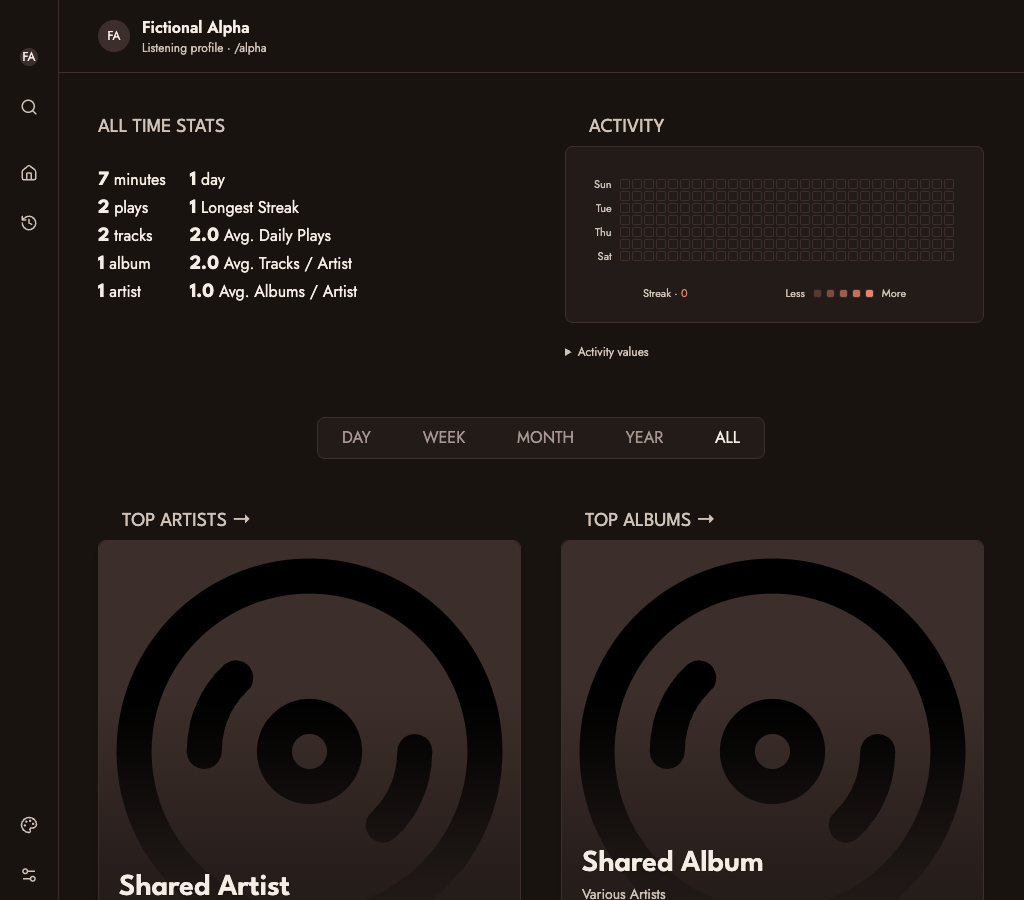 FA
FA
Fictional Alpha
Listening profile · /alpha
ALL TIME STATS
7 minutes
2 plays
2 tracks
1 album
1 artist
1 day
1 Longest Streak
2.0 Avg. Daily Plays
2.0 Avg. Tracks / Artist
1.0 Avg. Albums / Artist
ACTIVITY
Sun
Tue
Thu
Sat
Streak · 0
Less
More
Activity values
DAY WEEK MONTH YEAR ALL
TOP ARTISTS →
Shared Artist
TOP ALBUMS →
Shared Album
Various Artists